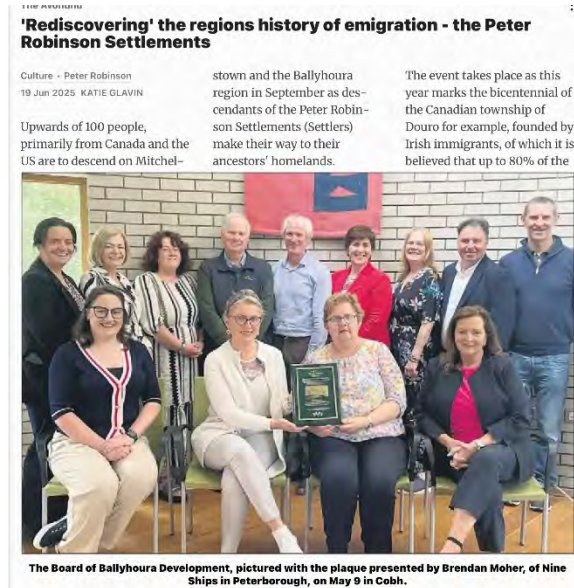 The Avondhu
'Rediscovering' the regions history of emigration - the Peter
Robinson Settlements
Culture • Peter Robinson
19 Jun 2025 KATIE GLAVIN
Upwards of 100 people,
primarily from Canada and the
US are to descend on Mitchel-
stown and the Ballyhoura
region in September as des-
cendants of the Peter Robin-
son Settlements (Settlers)
make their way to their
ancestors' homelands.
The event takes place as this
year marks the bicentennial of
the Canadian township of
Douro for example, founded by
Irish immigrants, of which it is
believed that up to 80% of the
The Board of Ballyhoura Development, pictured with the plaque presented by Brendan Moher, of Nine
Ships in Peterborough, on May 9 in Cobh.